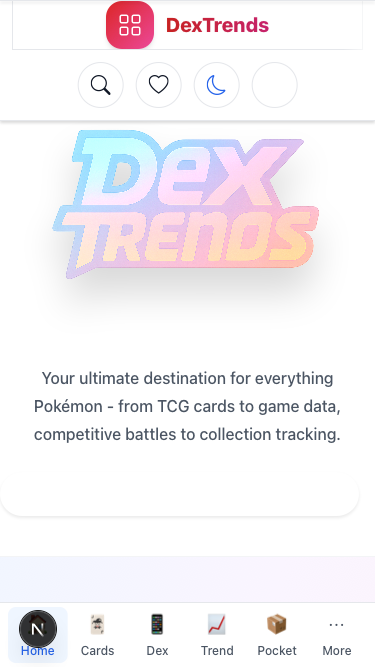 DexTrends
Dex
TRENDS
Your ultimate destination for everything
Pokémon - from TCG cards to game data,
competitive battles to collection tracking.
N
Home
Cards
Dex
Trend
Pocket
More